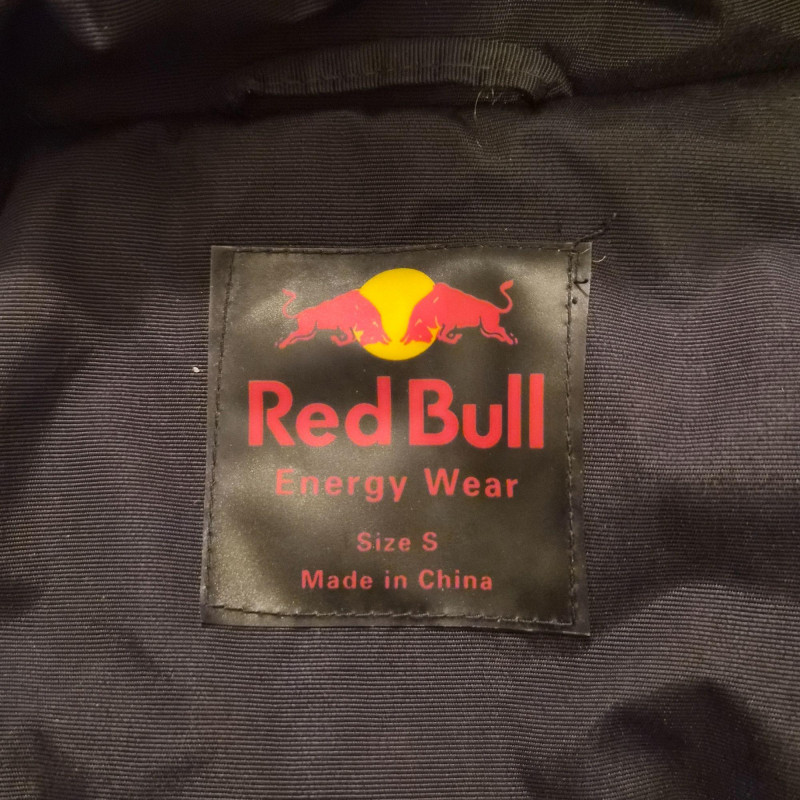 Red Bull
Energy Wear
Size S
Made in China